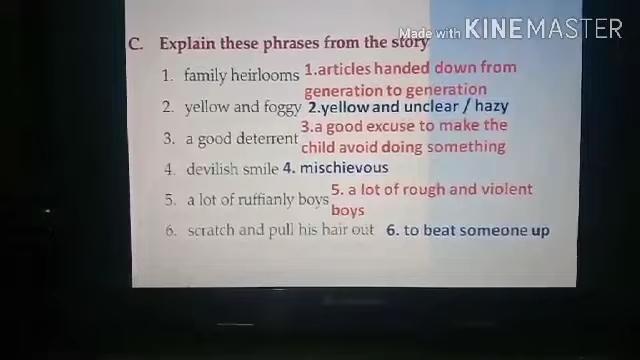 Made with KINEMASTER
C. Explain these phrases from the story
1. family heirlooms 1.articles handed down from
generation to generation
2. yellow and foggy 2.yellow and unclear / hazy
3. a good deterrent 3.a good excuse to make the
child avoid doing something
4. devilish smile 4. mischievous
5. a lot of ruffianly boys 5. a lot of rough and violent
boys
6. scratch and pull his hair out 6. to beat someone up